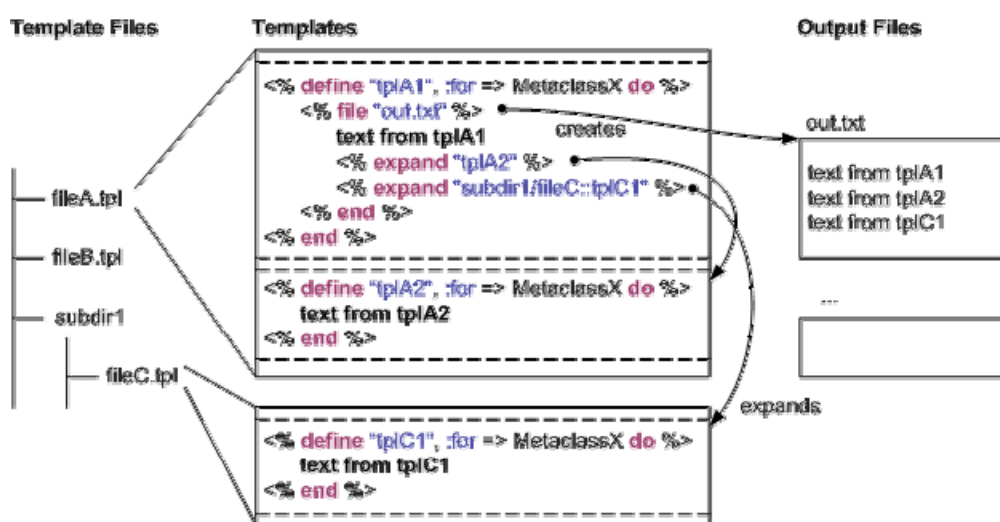 Template Files
Templates
Output Files
<% define "tplA1", :for => MetaclassX do %>
<% file "out.txt" %>
text from tplA1
<% expand "tplA2" %>
<% expand "subdir1/fileC::tplC1" %>
<% end %>
<% end %>
<% define "tplA2", :for => MetaclassX do %>
text from tplA2
<% end %>
<% define "tplC1", :for => MetaclassX do %>
text from tplC1
<% end %>
fileA.tpl
fileB.tpl
subdir1
fileC.tpl
creates
expands
out.txt
text from tplA1
text from tplA2
text from tplC1
...